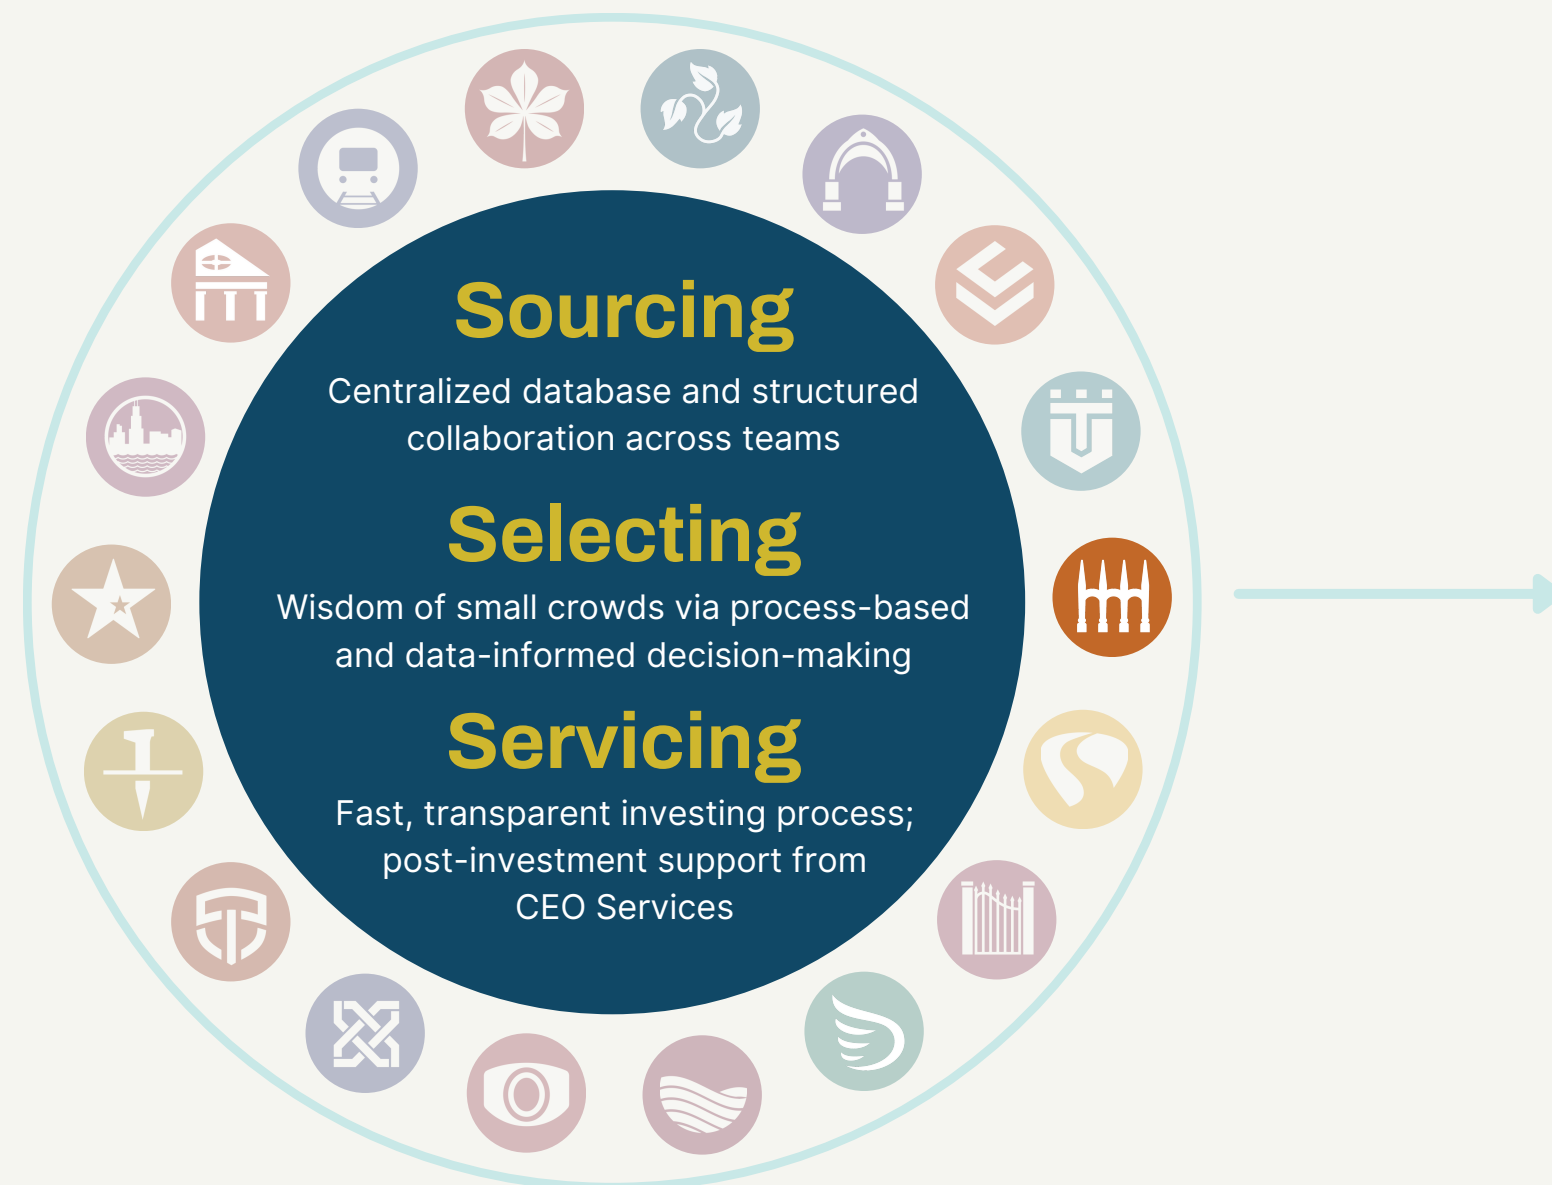 Sourcing
Centralized database and structured
collaboration across teams
Selecting
Wisdom of small crowds via process-based
and data-informed decision-making
Servicing
Fast, transparent investing process;
post-investment support from
CEO Services